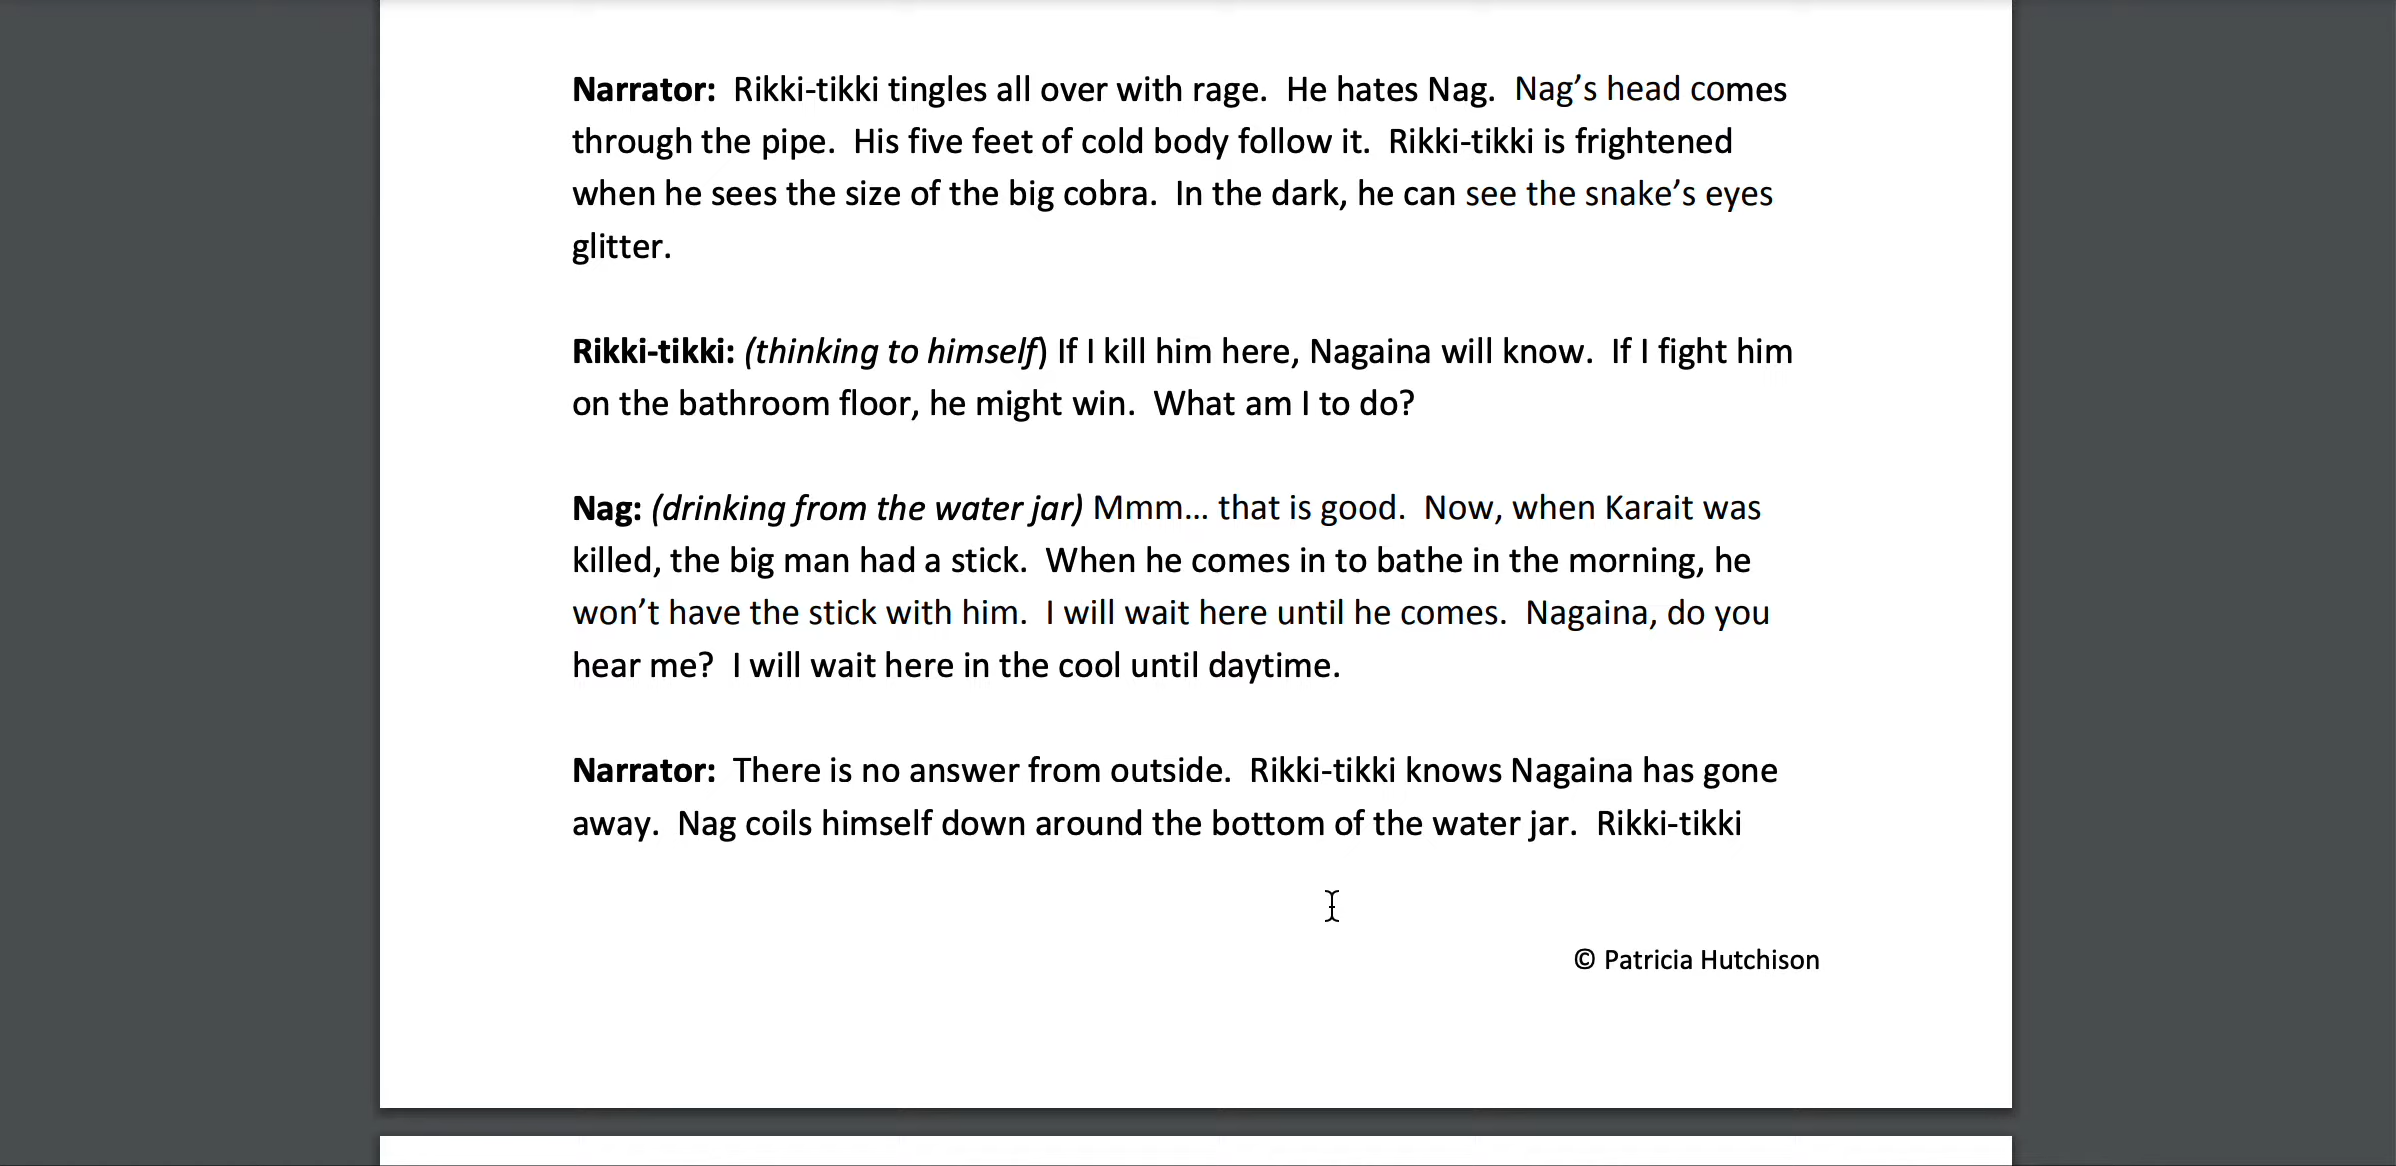 Narrator:  Rikki-tikki tingles all over with rage.  He hates Nag.  Nag’s head comes
through the pipe.  His five feet of cold body follow it.  Rikki-tikki is frightened
when he sees the size of the big cobra.  In the dark, he can see the snake’s eyes
glitter.
Rikki-tikki: (thinking to himself) If I kill him here, Nagaina will know.  If I fight him
on the bathroom floor, he might win.  What am I to do?
Nag: (drinking from the water jar) Mmm… that is good.  Now, when Karait was
killed, the big man had a stick.  When he comes in to bathe in the morning, he
won’t have the stick with him.  I will wait here until he comes.  Nagaina, do you
hear me?  I will wait here in the cool until daytime.
Narrator:  There is no answer from outside.  Rikki-tikki knows Nagaina has gone
away.  Nag coils himself down around the bottom of the water jar.  Rikki-tikki
© Patricia Hutchison